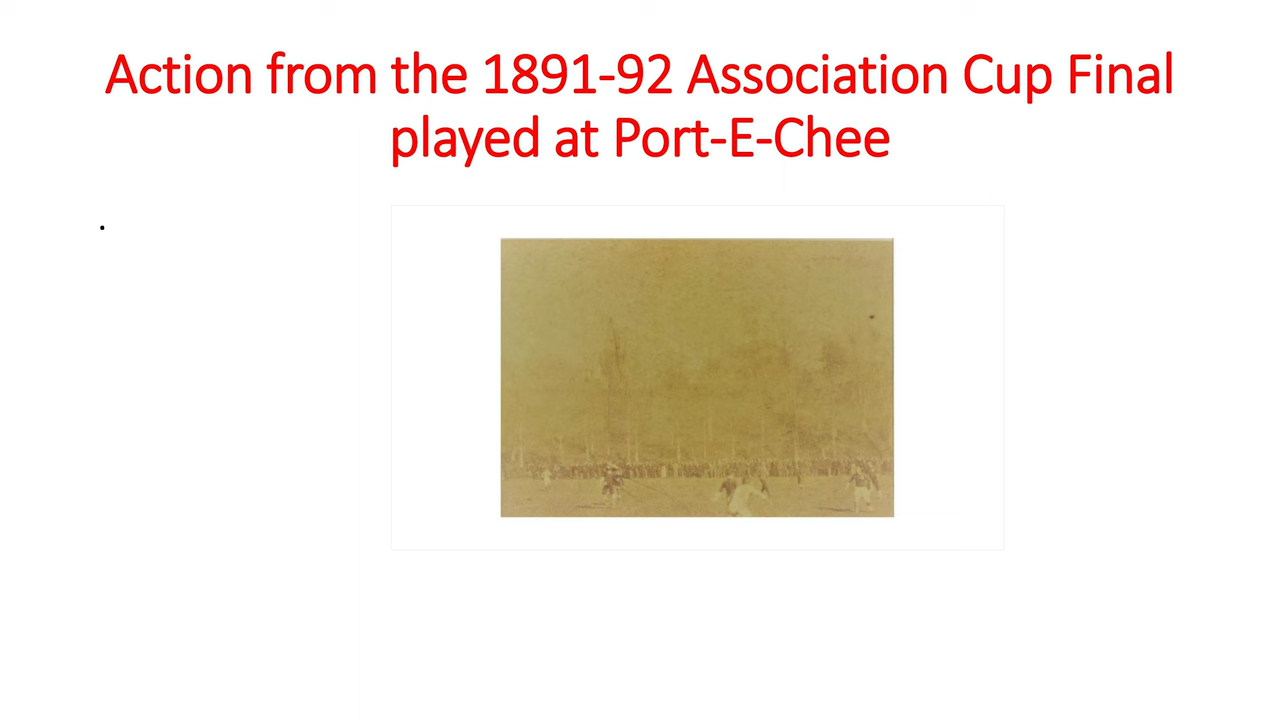 Action from the 1891-92 Association Cup Final
played at Port-E-Chee